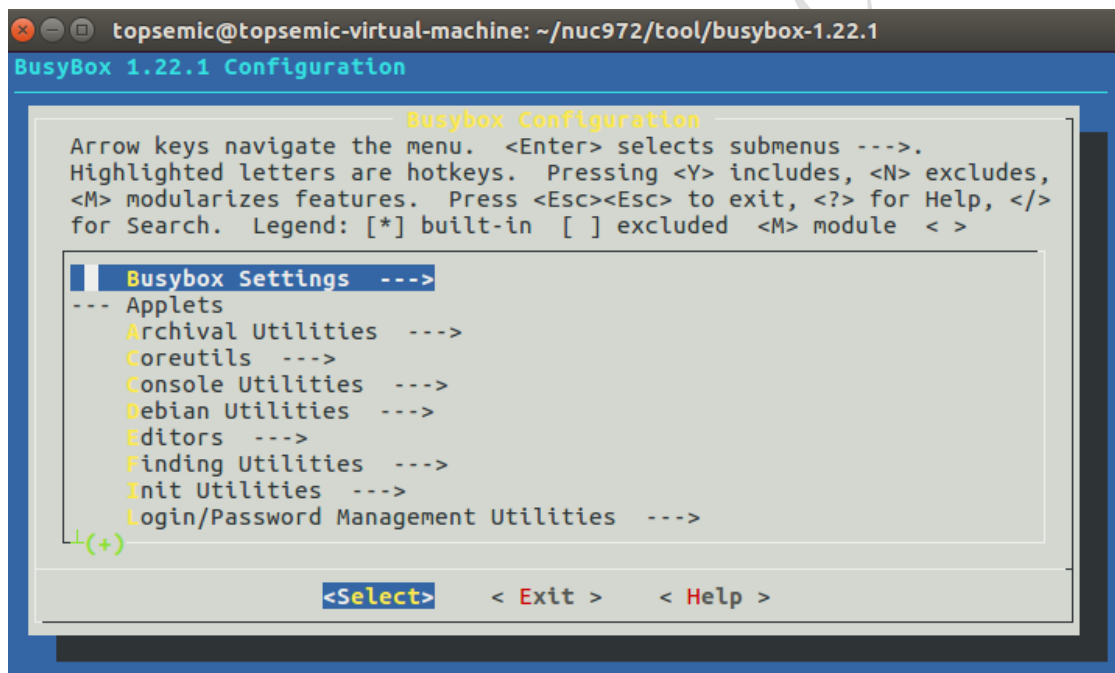 topsemic@topsemic-virtual-machine: ~/nuc972/tool/busybox-1.22.1
BusyBox 1.22.1 Configuration
Busybox Configuration
Arrow keys navigate the menu.  <Enter> selects submenus --->.
Highlighted letters are hotkeys.  Pressing <Y> includes, <N> excludes,
<M> modularizes features.  Press <Esc><Esc> to exit, <?> for Help, </>
for Search.  Legend: [*] built-in  [ ] excluded  <M> module  < >
Busybox Settings  --->
--- Applets
Archival Utilities  --->
Coreutils  --->
Console Utilities  --->
Debian Utilities  --->
Editors  --->
Finding Utilities  --->
Init Utilities  --->
Login/Password Management Utilities  --->
(+)
<Select>    < Exit >    < Help >